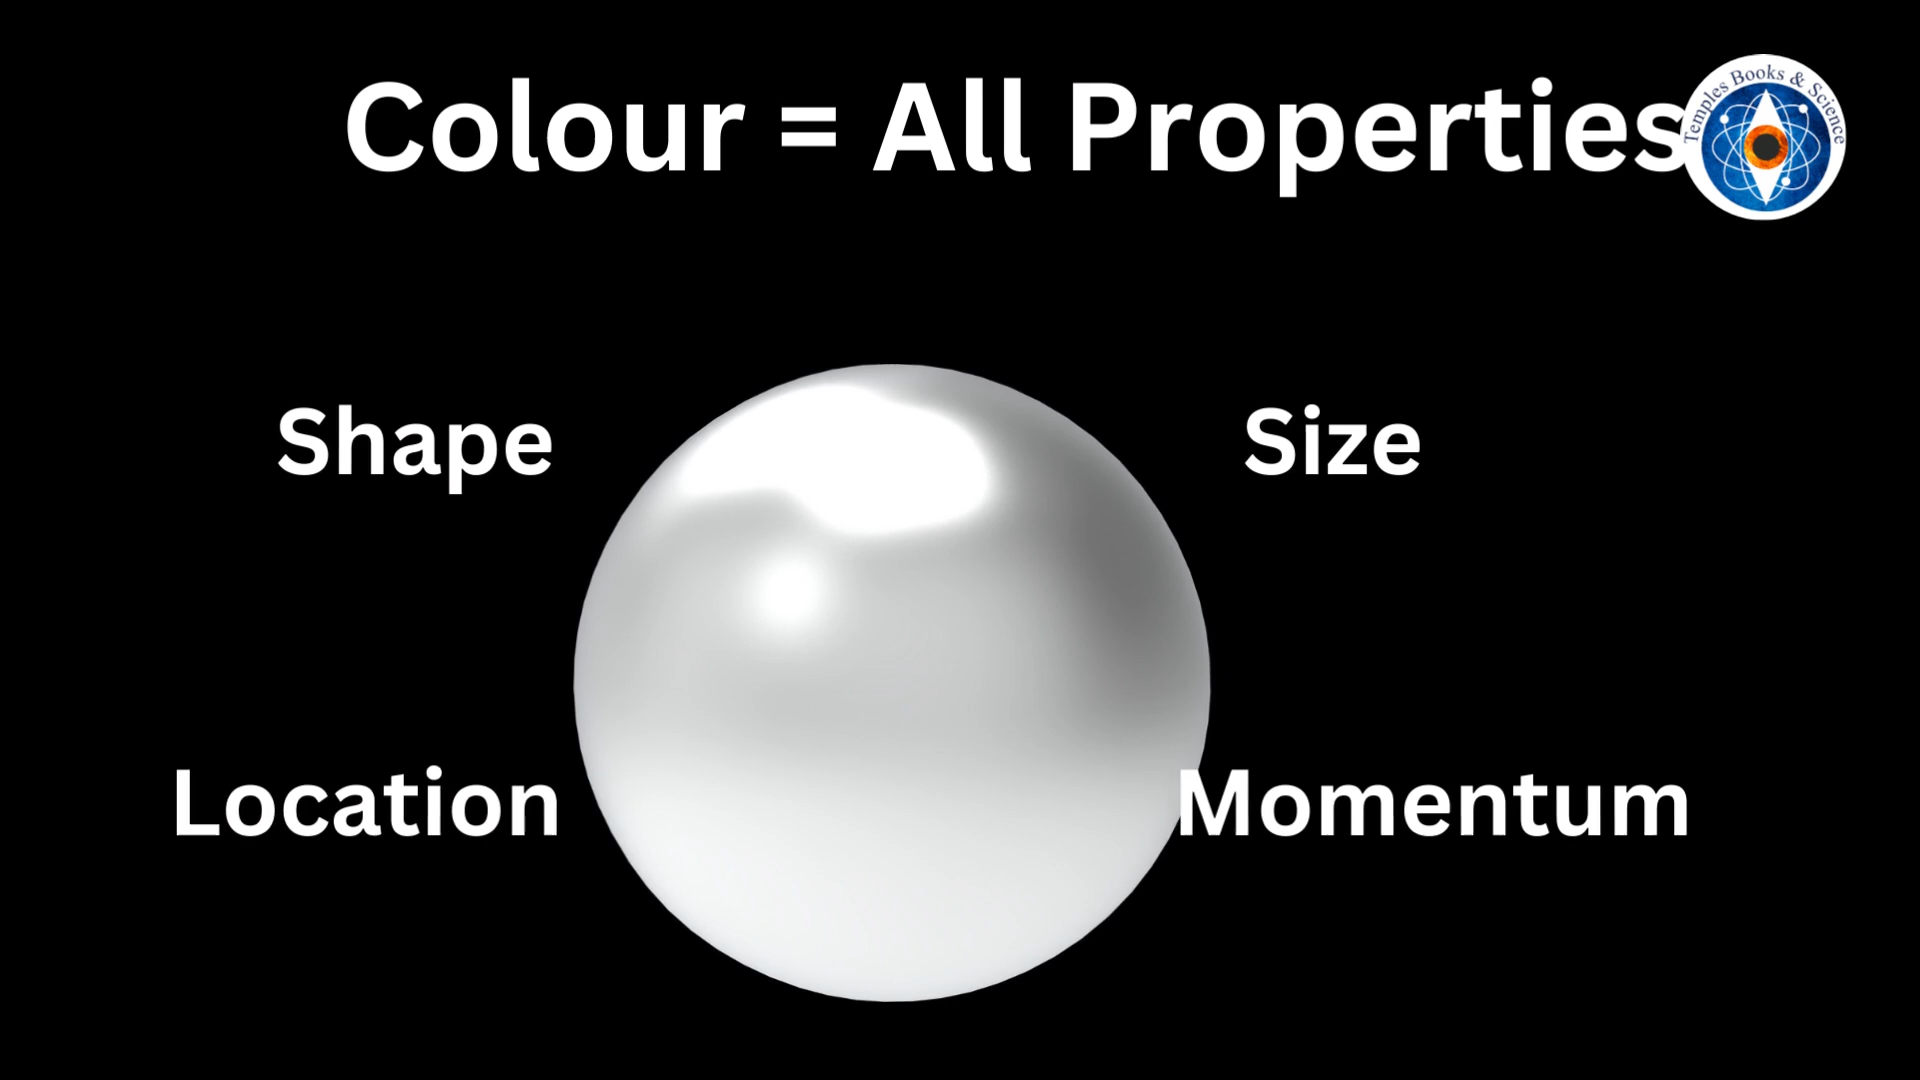 Colour = All Properties
Temples Books & Science
Shape
Size
Location
Momentum